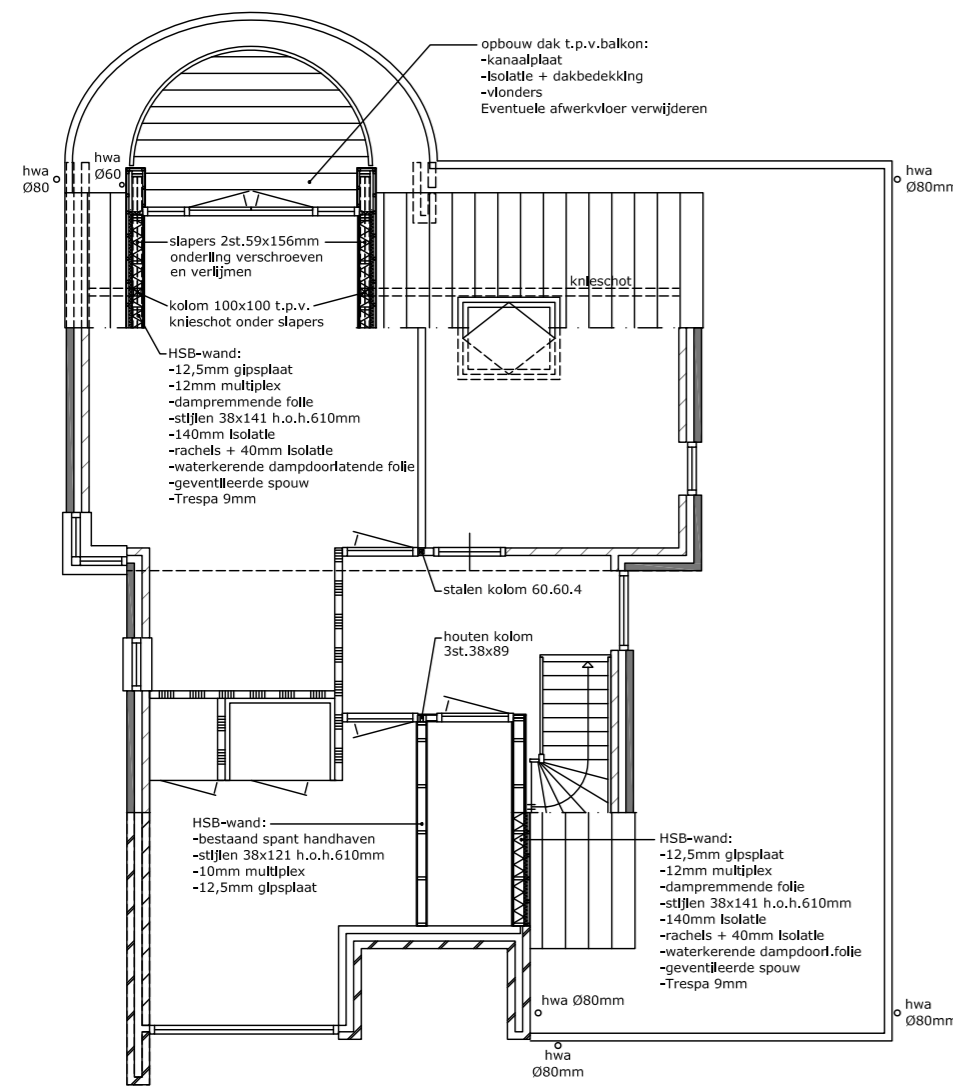 opbouw dak t.p.v.balkon:
-kanaalplaat
-isolatie + dakbedekking
-vlonders
Eventuele afwerkvloer verwijderen
hwa
Ø80
hwa
Ø60
hwa
Ø80mm
slapers 2st.59x156mm
onderling verschroeven
en verlijmen
knieschot
kolom 100x100 t.p.v.
knieschot onder slapers
HSB-wand:
-12,5mm gipsplaat
-12mm multiplex
-dampremmende folie
-stijlen 38x141 h.o.h.610mm
-140mm isolatie
-rachels + 40mm isolatie
-waterkerende dampdoorlatende folie
-geventileerde spouw
-Trespa 9mm
stalen kolom 60.60.4
houten kolom
3st.38x89
HSB-wand:
-bestaand spant handhaven
-stijlen 38x121 h.o.h.610mm
-10mm multiplex
-12,5mm gipsplaat
HSB-wand:
-12,5mm gipsplaat
-12mm multiplex
-dampremmende folie
-stijlen 38x141 h.o.h.610mm
-140mm isolatie
-rachels + 40mm isolatie
-waterkerende dampdoorl.folie
-geventileerde spouw
-Trespa 9mm
hwa Ø80mm
hwa
Ø80mm
hwa
Ø80mm